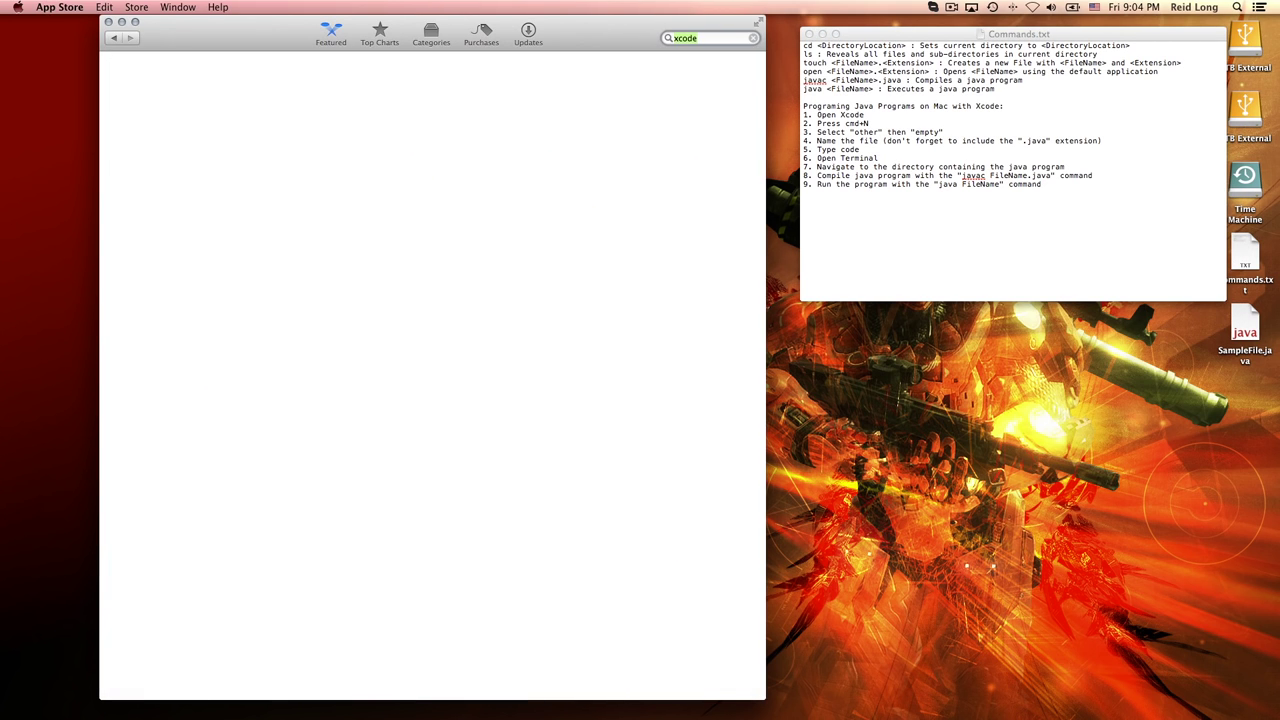 App Store Edit Store Window Help
Fri 9:04 PM Reid Long
Featured
Top Charts
Categories
Purchases
Updates
xcode
Commands.txt
cd <DirectoryLocation> : Sets current directory to <DirectoryLocation>
ls : Reveals all files and sub-directories in current directory
touch <FileName>.<Extension> : Creates a new File with <FileName> and <Extension>
open <FileName>.<Extension> : Opens <FileName> using the default application
javac <FileName>.java : Compiles a java program
java <FileName> : Executes a java program
Programing Java Programs on Mac with Xcode:
1. Open Xcode
2. Press cmd+N
3. Select "other" then "empty"
4. Name the file (don't forget to include the ".java" extension)
5. Type code
6. Open Terminal
7. Navigate to the directory containing the java program
8. Compile java program with the "javac FileName.java" command
9. Run the program with the "java FileName" command
TB External
TB External
Time
Machine
TXT
ommands.tx
t
java
SampleFile.ja
va